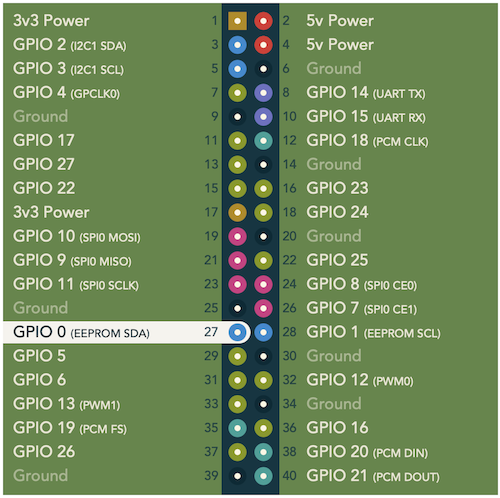 3v3 Power 1 2 5v Power
GPIO 2 (I2C1 SDA) 3 4 5v Power
GPIO 3 (I2C1 SCL) 5 6 Ground
GPIO 4 (GPCLK0) 7 8 GPIO 14 (UART TX)
Ground 9 10 GPIO 15 (UART RX)
GPIO 17 11 12 GPIO 18 (PCM CLK)
GPIO 27 13 14 Ground
GPIO 22 15 16 GPIO 23
3v3 Power 17 18 GPIO 24
GPIO 10 (SPI0 MOSI) 19 20 Ground
GPIO 9 (SPI0 MISO) 21 22 GPIO 25
GPIO 11 (SPI0 SCLK) 23 24 GPIO 8 (SPI0 CE0)
Ground 25 26 GPIO 7 (SPI0 CE1)
GPIO 0 (EEPROM SDA) 27 28 GPIO 1 (EEPROM SCL)
GPIO 5 29 30 Ground
GPIO 6 31 32 GPIO 12 (PWM0)
GPIO 13 (PWM1) 33 34 Ground
GPIO 19 (PCM FS) 35 36 GPIO 16
GPIO 26 37 38 GPIO 20 (PCM DIN)
Ground 39 40 GPIO 21 (PCM DOUT)